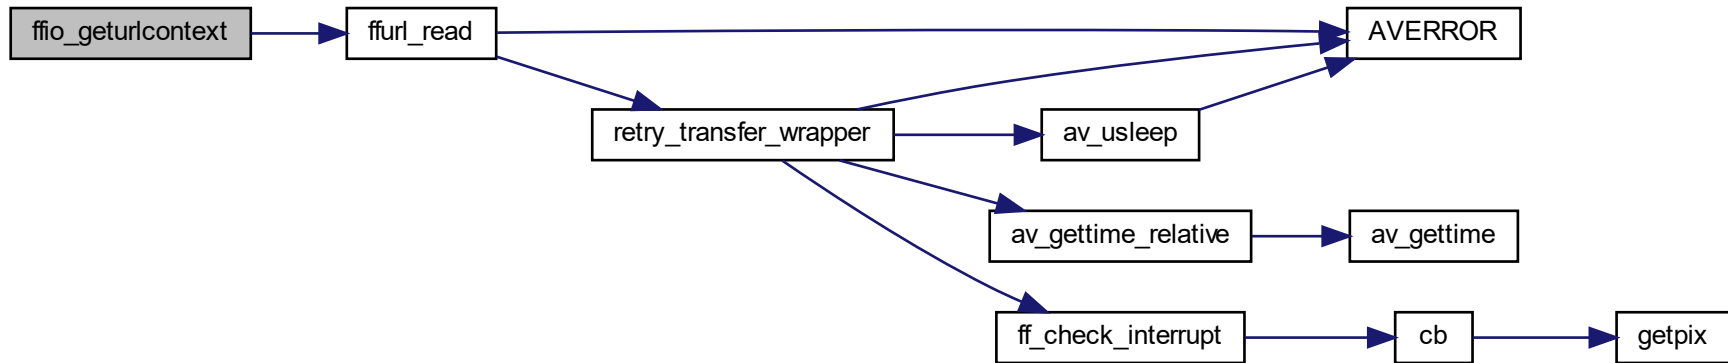 ffio_geturlcontext
ffurl_read
AVERROR
retry_transfer_wrapper
av_usleep
av_gettime_relative
av_gettime
ff_check_interrupt
cb
getpix